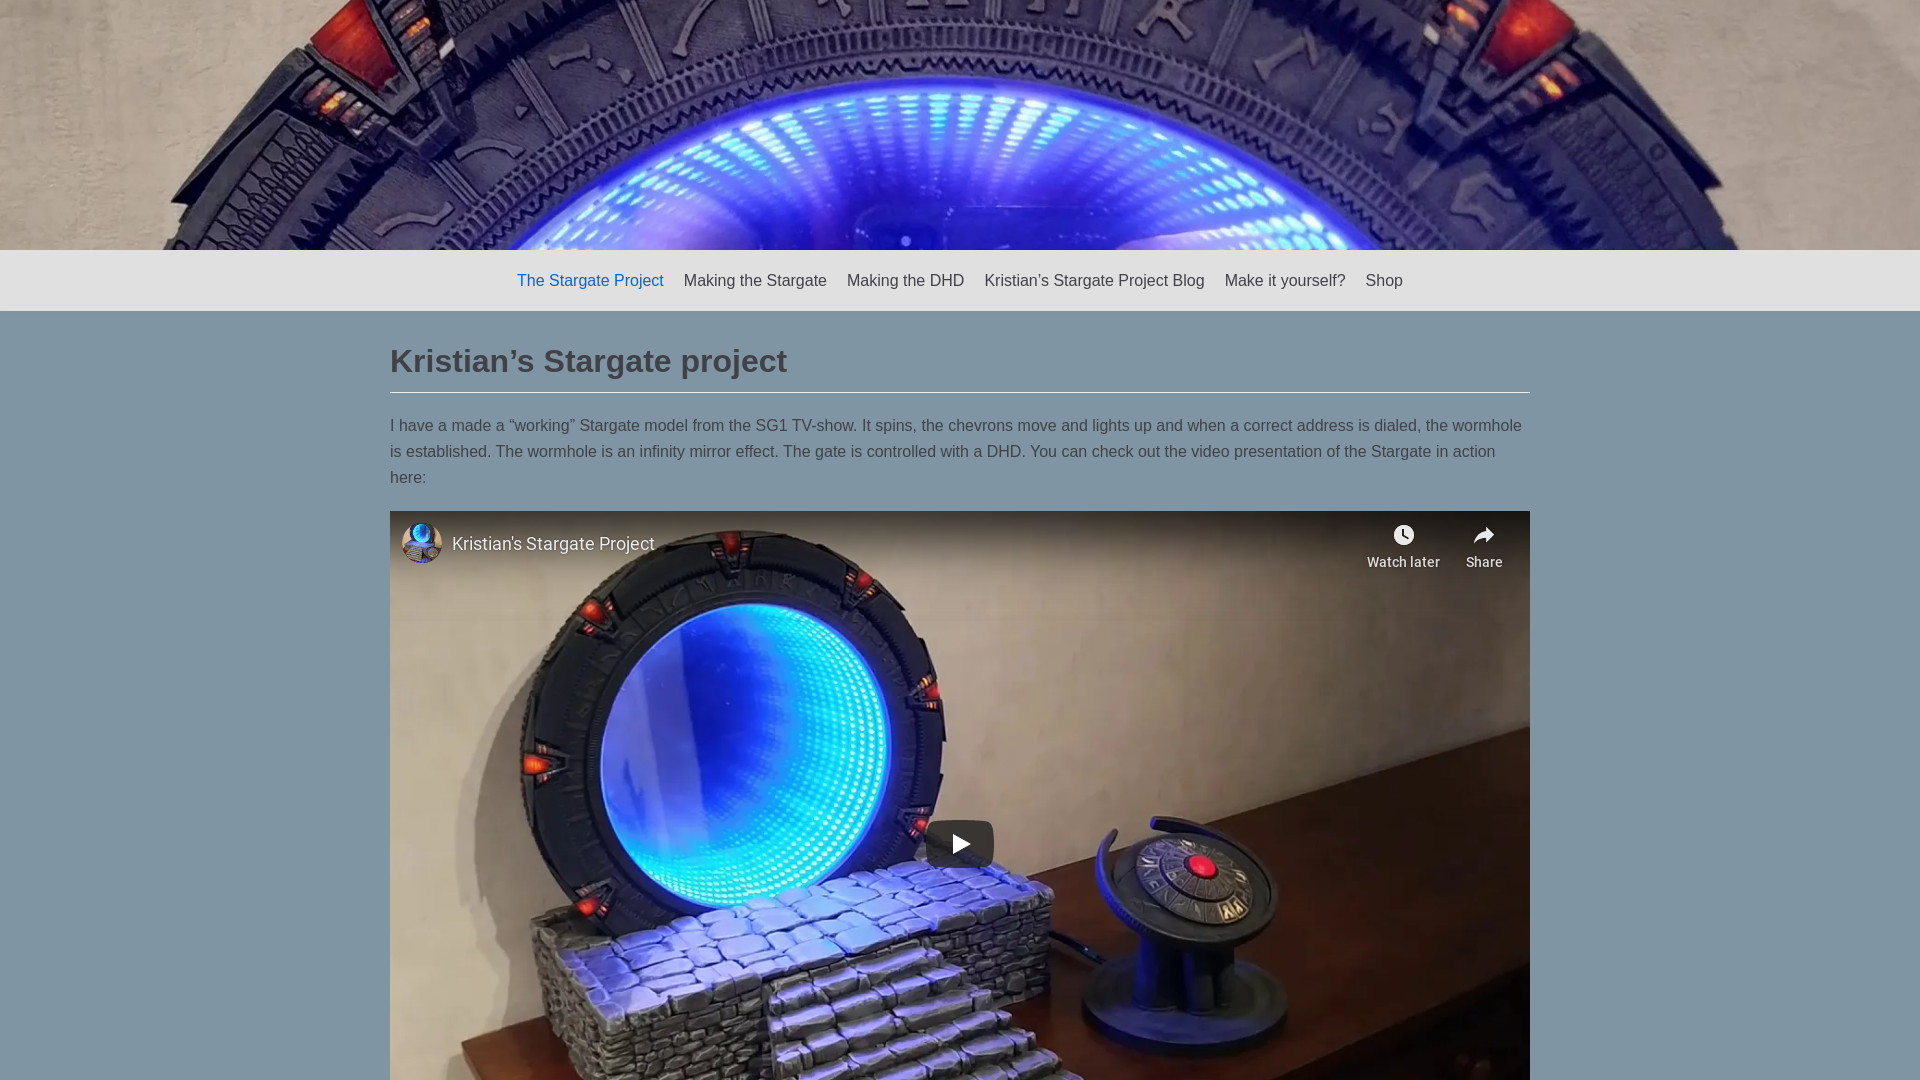 The Stargate Project Making the Stargate Making the DHD Kristian’s Stargate Project Blog Make it yourself? Shop
Kristian’s Stargate project
I have a made a “working” Stargate model from the SG1 TV-show. It spins, the chevrons move and lights up and when a correct address is dialed, the wormhole
is established. The wormhole is an infinity mirror effect. The gate is controlled with a DHD. You can check out the video presentation of the Stargate in action
here:
Kristian's Stargate Project
Watch later
Share